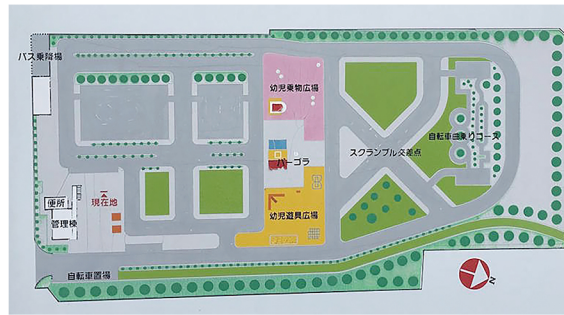 バス乗降場
幼児乗物広場
自転車曲乗りコース
スクランブル交差点
パーゴラ
便所
現在地
幼児遊具広場
管理棟
自転車置場
N